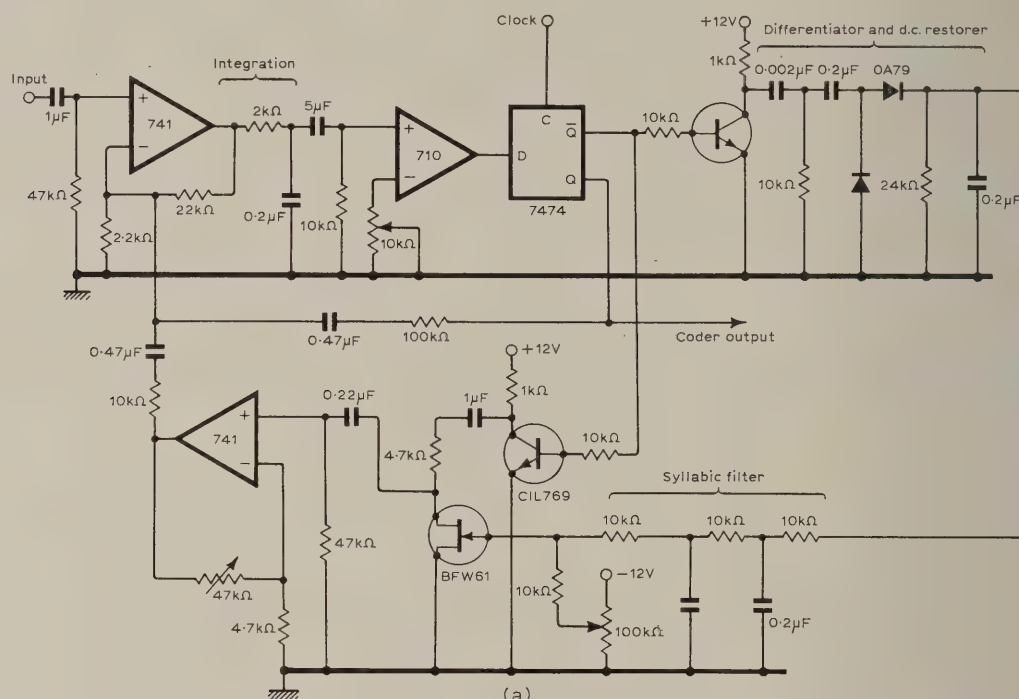 Clock
+12V
Differentiator and d.c. restorer
1kΩ
0·002μF
0·2μF
OA79
Input
Integration
1μF
+
741
−
2kΩ
5μF
+
710
−
C
D
Q̅
Q
7474
10kΩ
47kΩ
22kΩ
2·2kΩ
0·2μF
10kΩ
10kΩ
10kΩ
24kΩ
0·2μF
0·47μF
100kΩ
Coder output
0·47μF
10kΩ
741
+
−
0·22μF
1μF
+12V
1kΩ
4·7kΩ
10kΩ
CIL769
BFW61
47kΩ
47kΩ
4·7kΩ
Syllabic filter
10kΩ
10kΩ
10kΩ
10kΩ
−12V
100kΩ
0·2μF
(a)